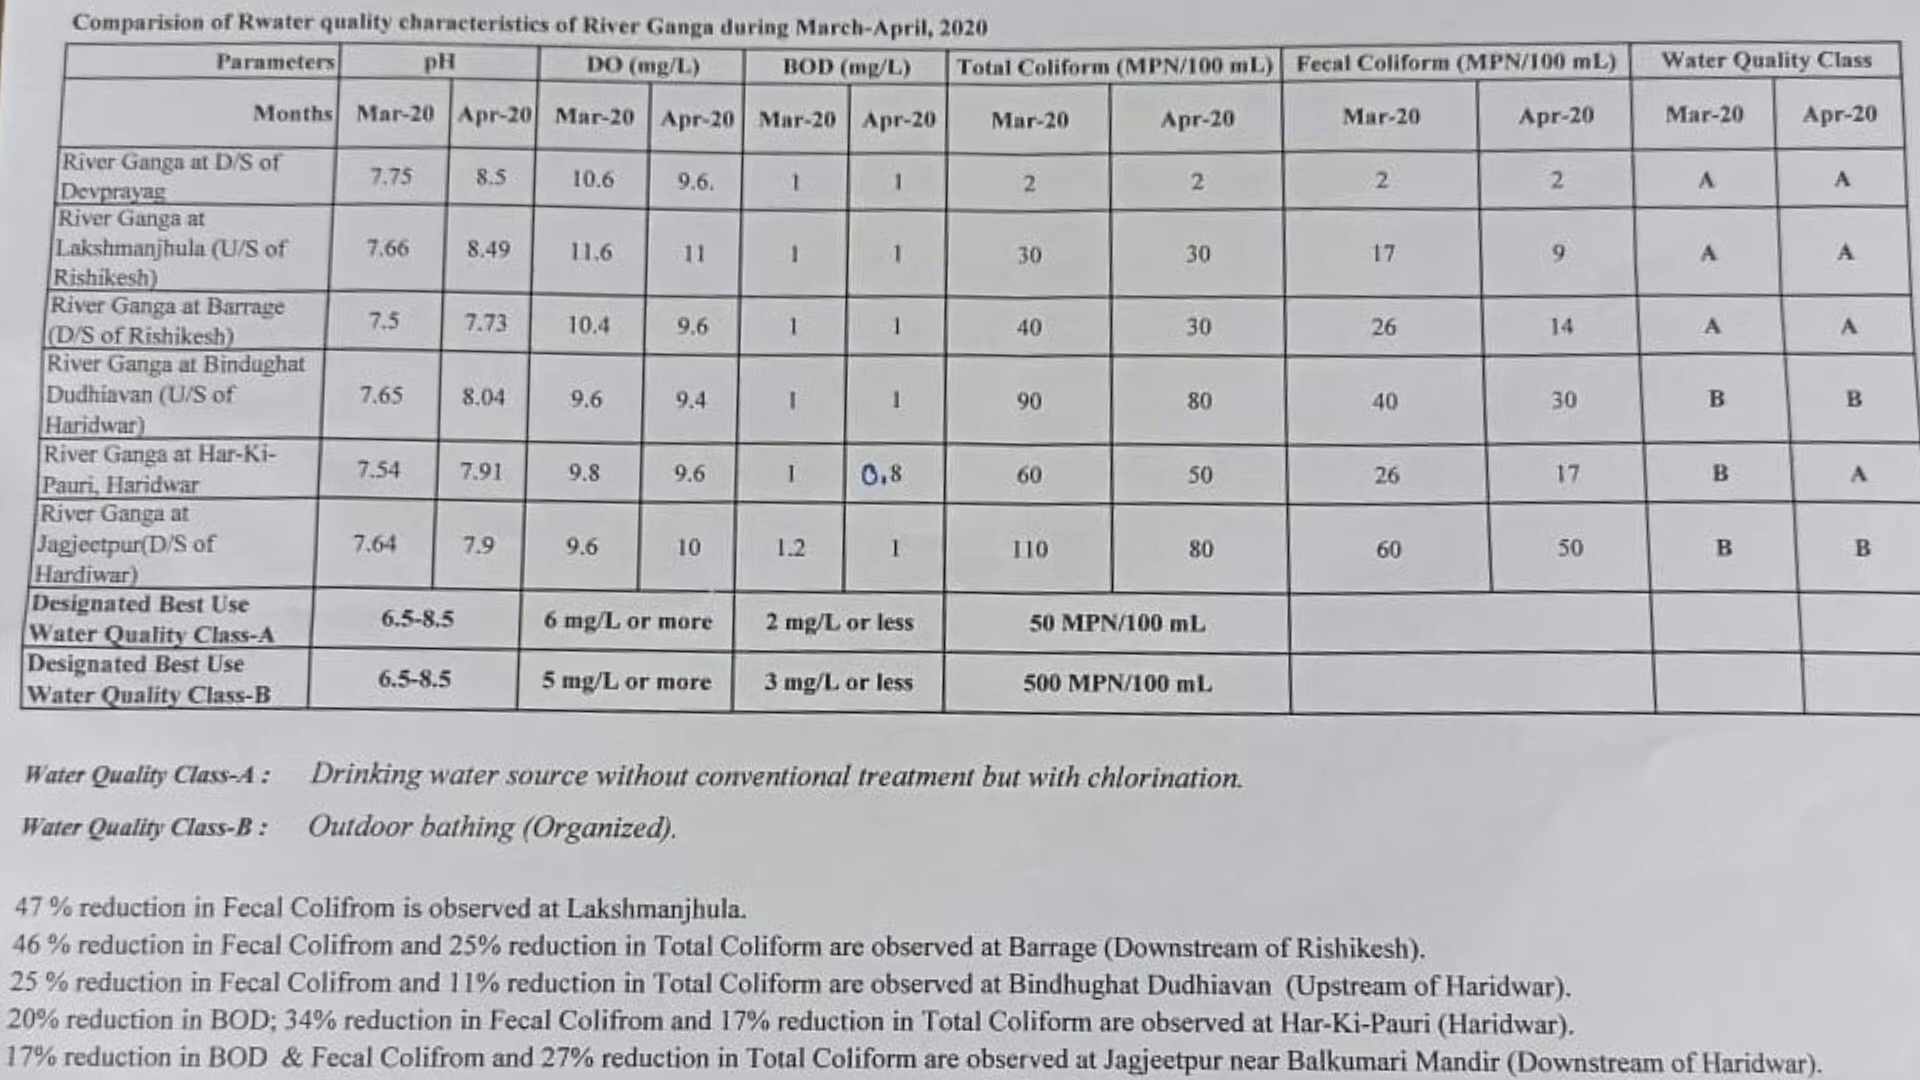 Comparision of Rwater quality characteristics of River Ganga during March-April, 2020
Parameters pH DO (mg/L) BOD (mg/L) Total Coliform (MPN/100 mL) Fecal Coliform (MPN/100 mL) Water Quality Class
Months Mar-20 Apr-20 Mar-20 Apr-20 Mar-20 Apr-20 Mar-20 Apr-20 Mar-20 Apr-20 Mar-20 Apr-20
River Ganga at D/S of
Devprayag 7.75 8.5 10.6 9.6. 1 1 2 2 2 2 A A
River Ganga at
Lakshmanjhula (U/S of 7.66 8.49 11.6 11 1 1 30 30 17 9 A A
Rishikesh)
River Ganga at Barrage
(D/S of Rishikesh) 7.5 7.73 10.4 9.6 1 1 40 30 26 14 A A
River Ganga at Bindughat
Dudhiavan (U/S of 7.65 8.04 9.6 9.4 1 1 90 80 40 30 B B
Haridwar)
River Ganga at Har-Ki-
Pauri, Haridwar 7.54 7.91 9.8 9.6 1 0,8 60 50 26 17 B A
River Ganga at
Jagjeetpur(D/S of 7.64 7.9 9.6 10 1.2 1 110 80 60 50 B B
Hardiwar)
Designated Best Use
Water Quality Class-A 6.5-8.5 6 mg/L or more 2 mg/L or less 50 MPN/100 mL
Designated Best Use
Water Quality Class-B 6.5-8.5 5 mg/L or more 3 mg/L or less 500 MPN/100 mL
Water Quality Class-A : Drinking water source without conventional treatment but with chlorination.
Water Quality Class-B : Outdoor bathing (Organized).
47 % reduction in Fecal Colifrom is observed at Lakshmanjhula.
46 % reduction in Fecal Colifrom and 25% reduction in Total Coliform are observed at Barrage (Downstream of Rishikesh).
25 % reduction in Fecal Colifrom and 11% reduction in Total Coliform are observed at Bindhughat Dudhiavan (Upstream of Haridwar).
20% reduction in BOD; 34% reduction in Fecal Colifrom and 17% reduction in Total Coliform are observed at Har-Ki-Pauri (Haridwar).
17% reduction in BOD & Fecal Colifrom and 27% reduction in Total Coliform are observed at Jagjeetpur near Balkumari Mandir (Downstream of Haridwar).